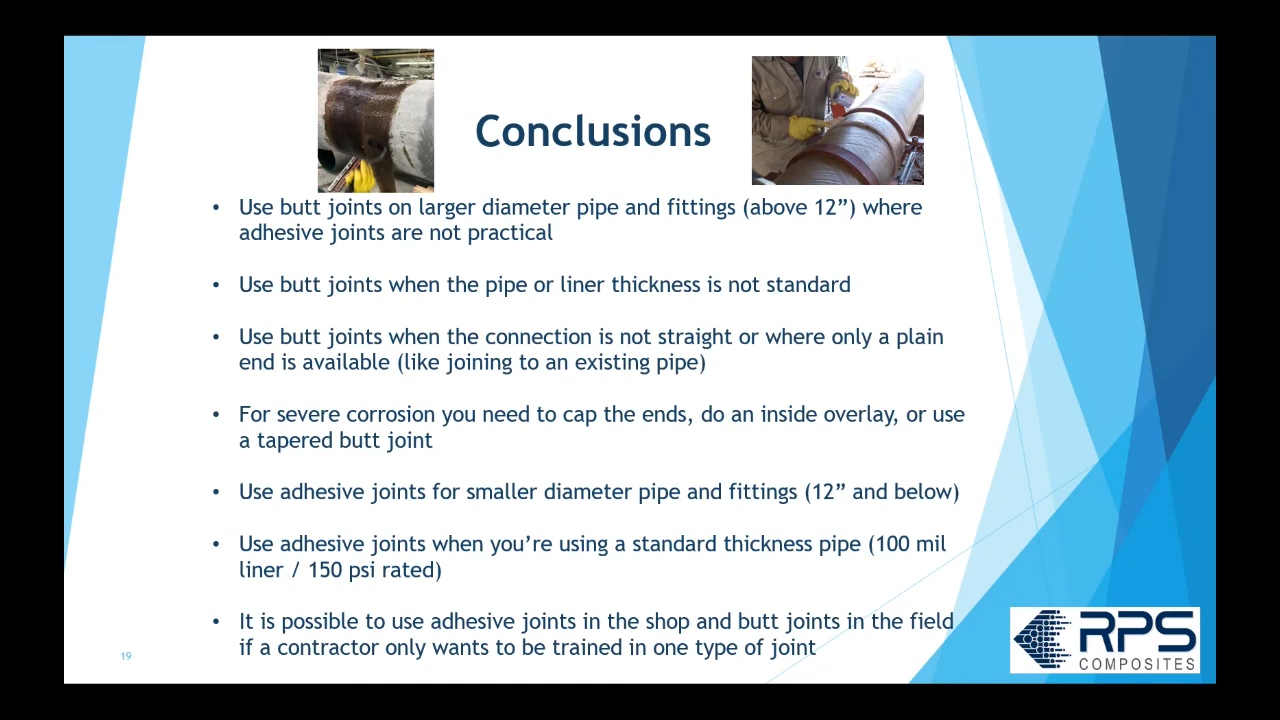 Conclusions
• Use butt joints on larger diameter pipe and fittings (above 12”) where
adhesive joints are not practical
• Use butt joints when the pipe or liner thickness is not standard
• Use butt joints when the connection is not straight or where only a plain
end is available (like joining to an existing pipe)
• For severe corrosion you need to cap the ends, do an inside overlay, or use
a tapered butt joint
• Use adhesive joints for smaller diameter pipe and fittings (12” and below)
• Use adhesive joints when you’re using a standard thickness pipe (100 mil
liner / 150 psi rated)
• It is possible to use adhesive joints in the shop and butt joints in the field
if a contractor only wants to be trained in one type of joint
19
RPS
COMPOSITES